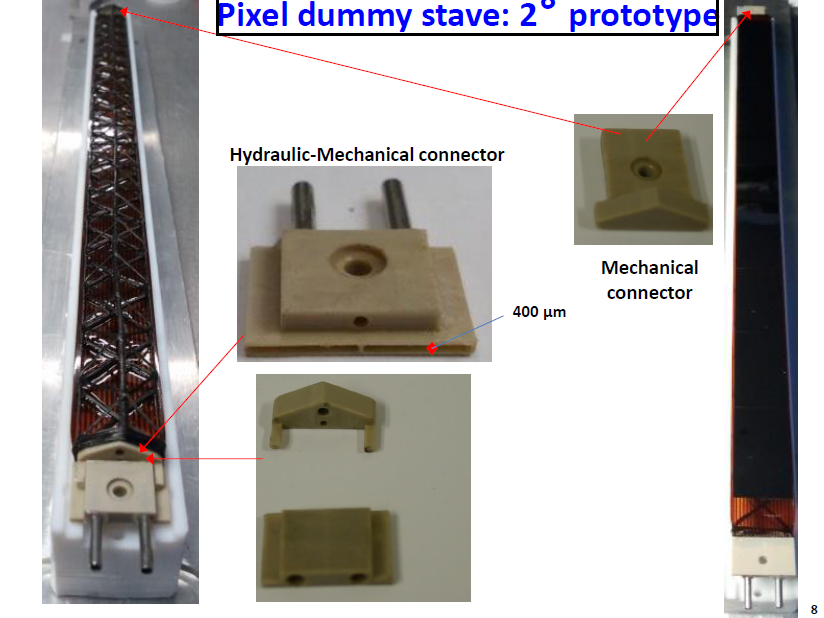 Pixel dummy stave: 2° prototype
Hydraulic-Mechanical connector
Mechanical
connector
400 µm
8